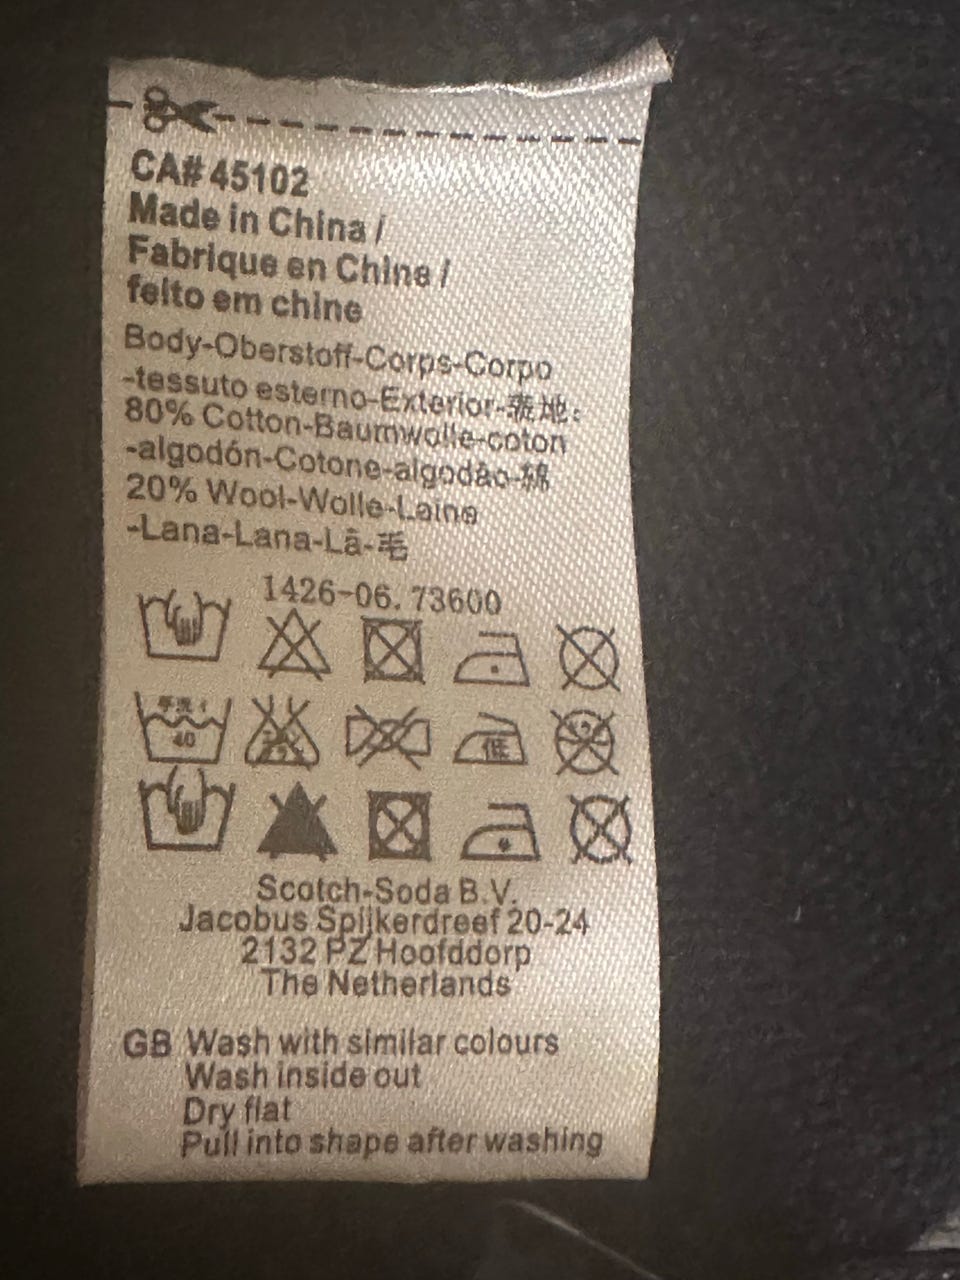 CA# 45102
Made in China /
Fabrique en Chine /
feito em chine
Body-Oberstoff-Corps-Corpo
-tessuto esterno-Exterior-表地:
80% Cotton-Baumwolle-coton
-algodón-Cotone-algodão-綿
20% Wool-Wolle-Laine
-Lana-Lana-Lã-毛
1426-06.73600
手洗イ
40
低
Scotch-Soda B.V.
Jacobus Spijkerdreef 20-24
2132 PZ Hoofddorp
The Netherlands
GB Wash with similar colours
Wash inside out
Dry flat
Pull into shape after washing